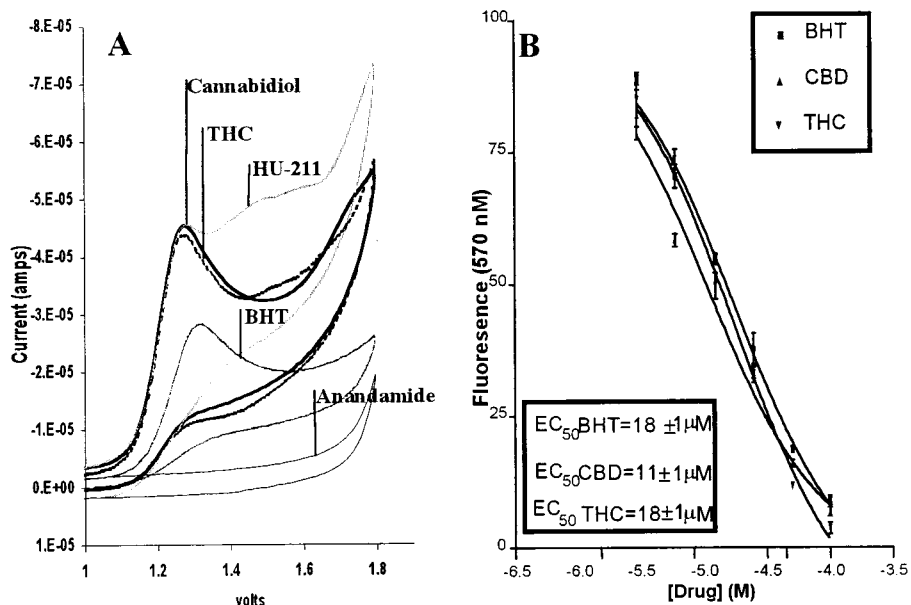 A
-8.E-05
-7.E-05
-6.E-05
-5.E-05
-4.E-05
-3.E-05
-2.E-05
-1.E-05
0.E+00
1.E-05
Current (amps)
Cannabidiol
THC
HU-211
BHT
Anandamide
1
1.2
1.4
1.6
1.8
volts
B
100
75
50
25
0
Fluoresence (570 nM)
BHT
CBD
THC
EC50BHT=18 ±1µM
EC50CBD=11±1µM
EC50 THC=18±1µM
-6.5
-6.0
-5.5
-5.0
-4.5
-4.0
-3.5
[Drug] (M)